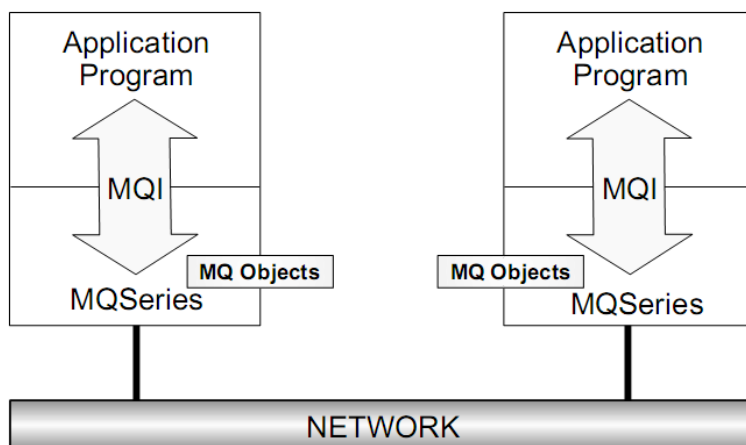 Application
Program
MQI
MQ Objects
MQSeries
Application
Program
MQI
MQ Objects
MQSeries
NETWORK